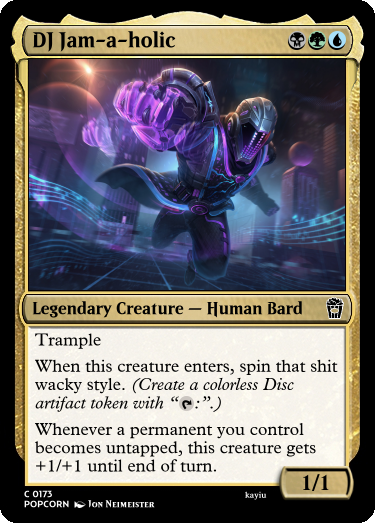 DJ Jam-a-holic
Legendary Creature — Human Bard
Trample
When this creature enters, spin that shit
wacky style. (Create a colorless Disc
artifact token with “:”.)
Whenever a permanent you control
becomes untapped, this creature gets
+1/+1 until end of turn.
1/1
C 0173
POPCORN Jon Neimeister
kayiu